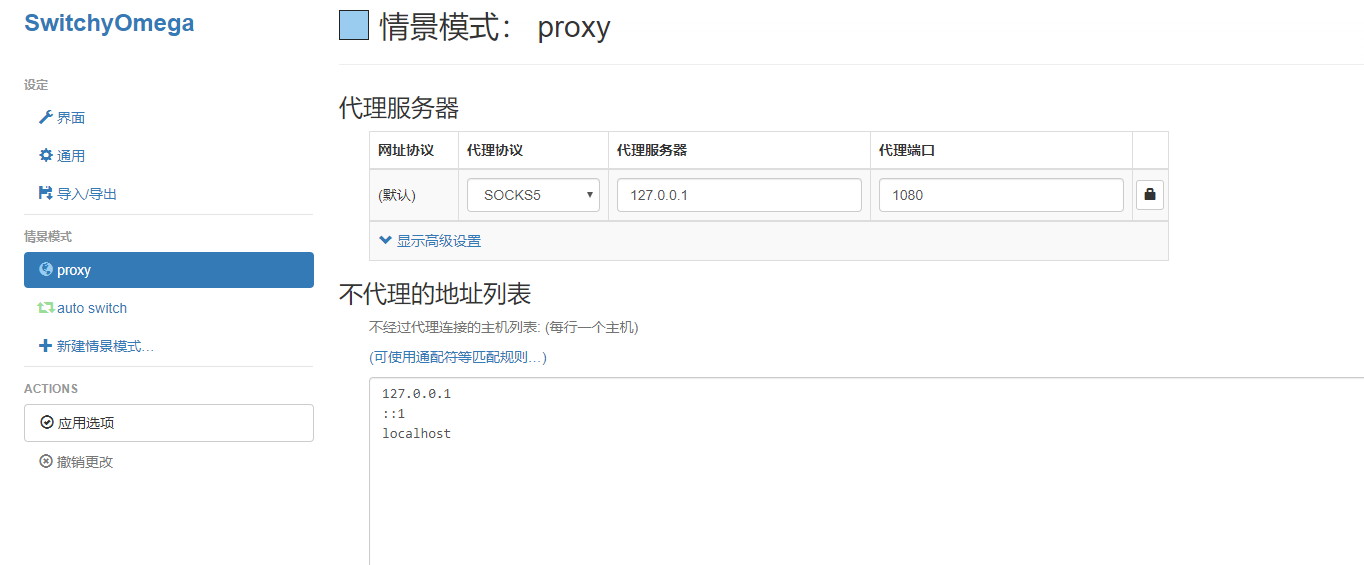 SwitchyOmega
设定
界面
通用
导入/导出
情景模式
proxy
auto switch
新建情景模式…
ACTIONS
应用选项
撤销更改
情景模式： proxy
代理服务器
网址协议 代理协议 代理服务器 代理端口
(默认) SOCKS5 127.0.0.1 1080
显示高级设置
不代理的地址列表
不经过代理连接的主机列表: (每行一个主机)
(可使用通配符等匹配规则…)
127.0.0.1
::1
localhost